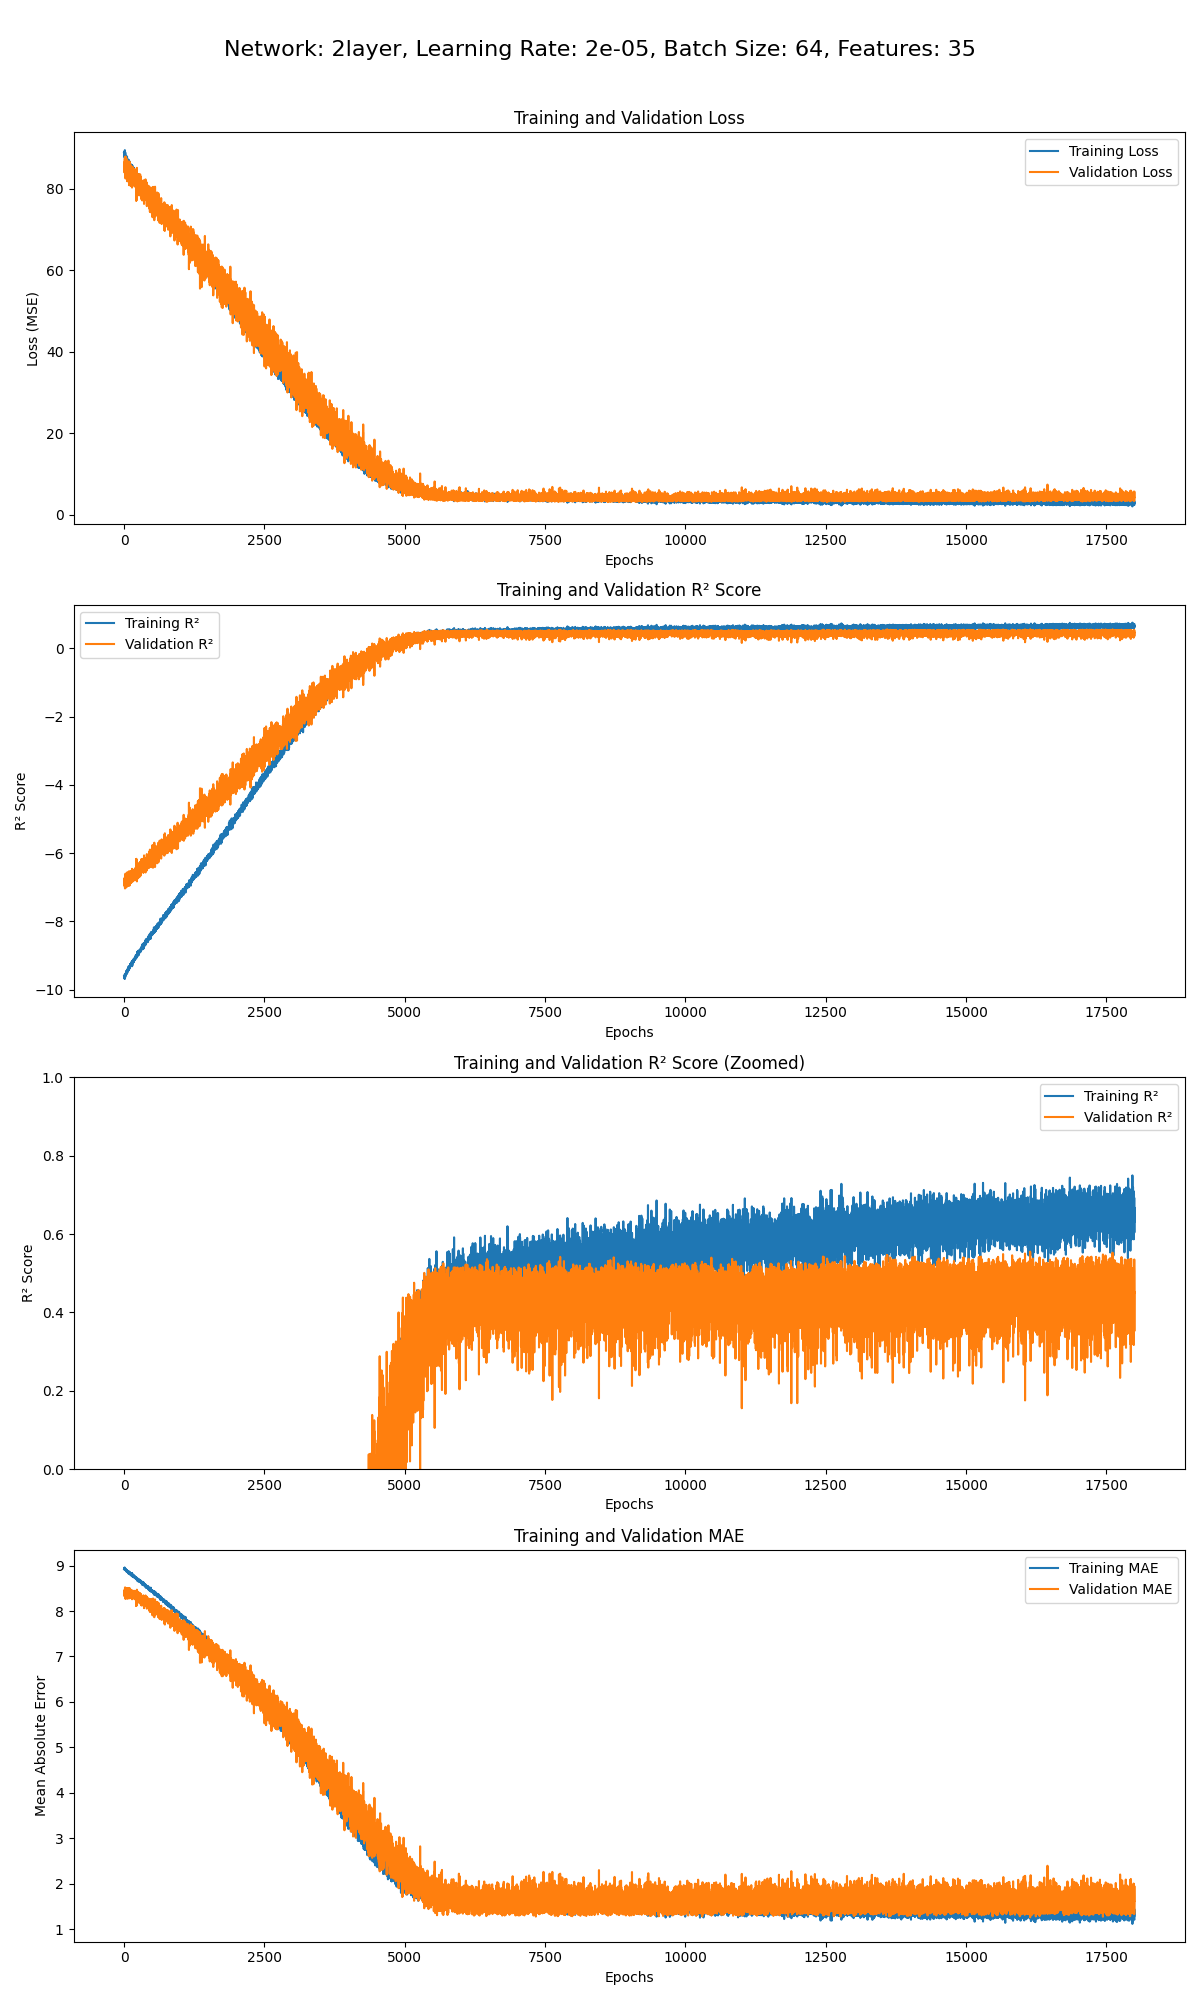 Network: 2layer, Learning Rate: 2e-05, Batch Size: 64, Features: 35
Training and Validation Loss
Training Loss
Validation Loss
Loss (MSE)
80
60
40
20
0
0 2500 5000 7500 10000 12500 15000 17500
Epochs
Training and Validation R² Score
Training R²
Validation R²
R² Score
0
−2
−4
−6
−8
−10
0 2500 5000 7500 10000 12500 15000 17500
Epochs
Training and Validation R² Score (Zoomed)
Training R²
Validation R²
R² Score
1.0
0.8
0.6
0.4
0.2
0.0
0 2500 5000 7500 10000 12500 15000 17500
Epochs
Training and Validation MAE
Training MAE
Validation MAE
Mean Absolute Error
9
8
7
6
5
4
3
2
1
0 2500 5000 7500 10000 12500 15000 17500
Epochs